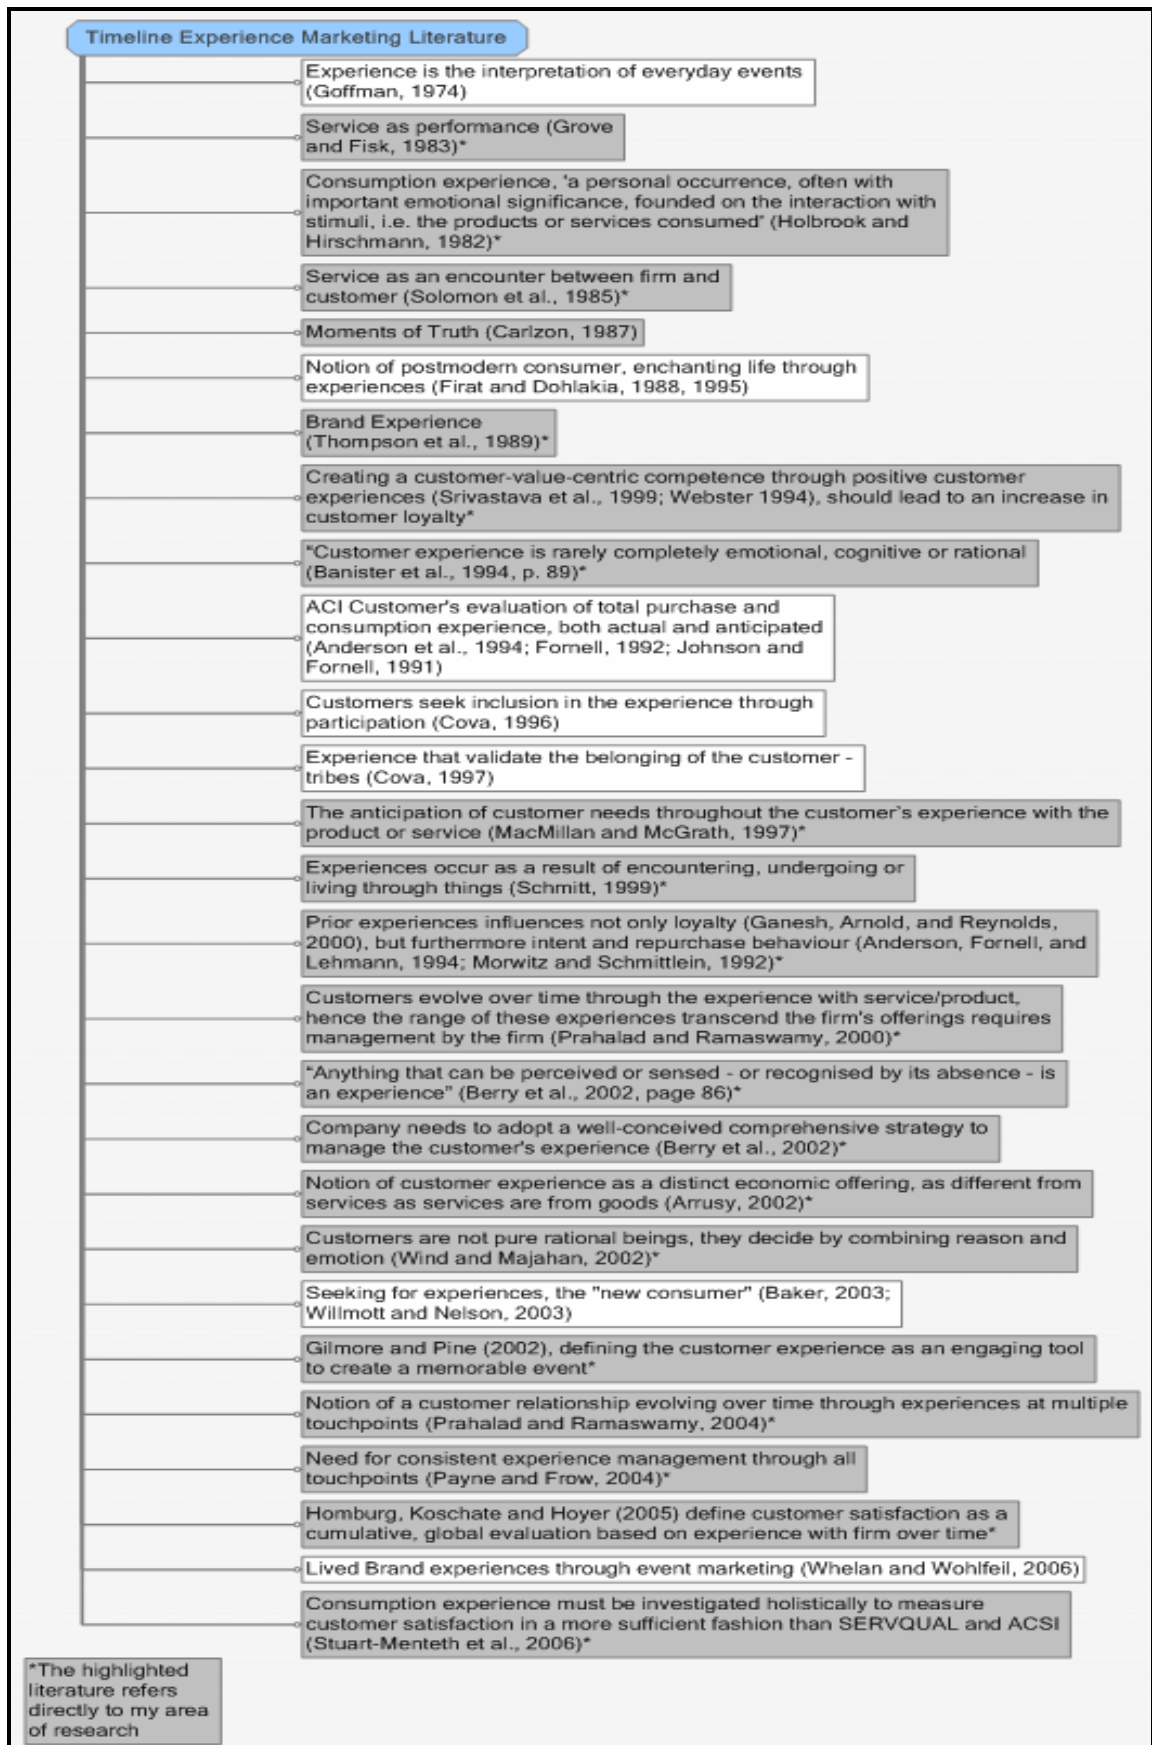 Timeline Experience Marketing Literature
Experience is the interpretation of everyday events
(Goffman, 1974)
Service as performance (Grove
and Fisk, 1983)*
Consumption experience, 'a personal occurrence, often with
important emotional significance, founded on the interaction with
stimuli, i.e. the products or services consumed' (Holbrook and
Hirschmann, 1982)*
Service as an encounter between firm and
customer (Solomon et al., 1985)*
Moments of Truth (Carlzon, 1987)
Notion of postmodern consumer, enchanting life through
experiences (Firat and Dohlakia, 1988, 1995)
Brand Experience
(Thompson et al., 1989)*
Creating a customer-value-centric competence through positive customer
experiences (Srivastava et al., 1999; Webster 1994), should lead to an increase in
customer loyalty*
"Customer experience is rarely completely emotional, cognitive or rational
(Banister et al., 1994, p. 89)*
ACI Customer's evaluation of total purchase and
consumption experience, both actual and anticipated
(Anderson et al., 1994; Fornell, 1992; Johnson and
Fornell, 1991)
Customers seek inclusion in the experience through
participation (Cova, 1996)
Experience that validate the belonging of the customer -
tribes (Cova, 1997)
The anticipation of customer needs throughout the customer's experience with the
product or service (MacMillan and McGrath, 1997)*
Experiences occur as a result of encountering, undergoing or
living through things (Schmitt, 1999)*
Prior experiences influences not only loyalty (Ganesh, Arnold, and Reynolds,
2000), but furthermore intent and repurchase behaviour (Anderson, Fornell, and
Lehmann, 1994; Morwitz and Schmittlein, 1992)*
Customers evolve over time through the experience with service/product,
hence the range of these experiences transcend the firm's offerings requires
management by the firm (Prahalad and Ramaswamy, 2000)*
"Anything that can be perceived or sensed - or recognised by its absence - is
an experience" (Berry et al., 2002, page 86)*
Company needs to adopt a well-conceived comprehensive strategy to
manage the customer's experience (Berry et al., 2002)*
Notion of customer experience as a distinct economic offering, as different from
services as services are from goods (Arrusy, 2002)*
Customers are not pure rational beings, they decide by combining reason and
emotion (Wind and Majahan, 2002)*
Seeking for experiences, the "new consumer" (Baker, 2003;
Willmott and Nelson, 2003)
Gilmore and Pine (2002), defining the customer experience as an engaging tool
to create a memorable event*
Notion of a customer relationship evolving over time through experiences at multiple
touchpoints (Prahalad and Ramaswamy, 2004)*
Need for consistent experience management through all
touchpoints (Payne and Frow, 2004)*
Homburg, Koschate and Hoyer (2005) define customer satisfaction as a
cumulative, global evaluation based on experience with firm over time*
Lived Brand experiences through event marketing (Whelan and Wohlfeil, 2006)
Consumption experience must be investigated holistically to measure
customer satisfaction in a more sufficient fashion than SERVQUAL and ACSI
(Stuart-Menteth et al., 2006)*
*The highlighted
literature refers
directly to my area
of research